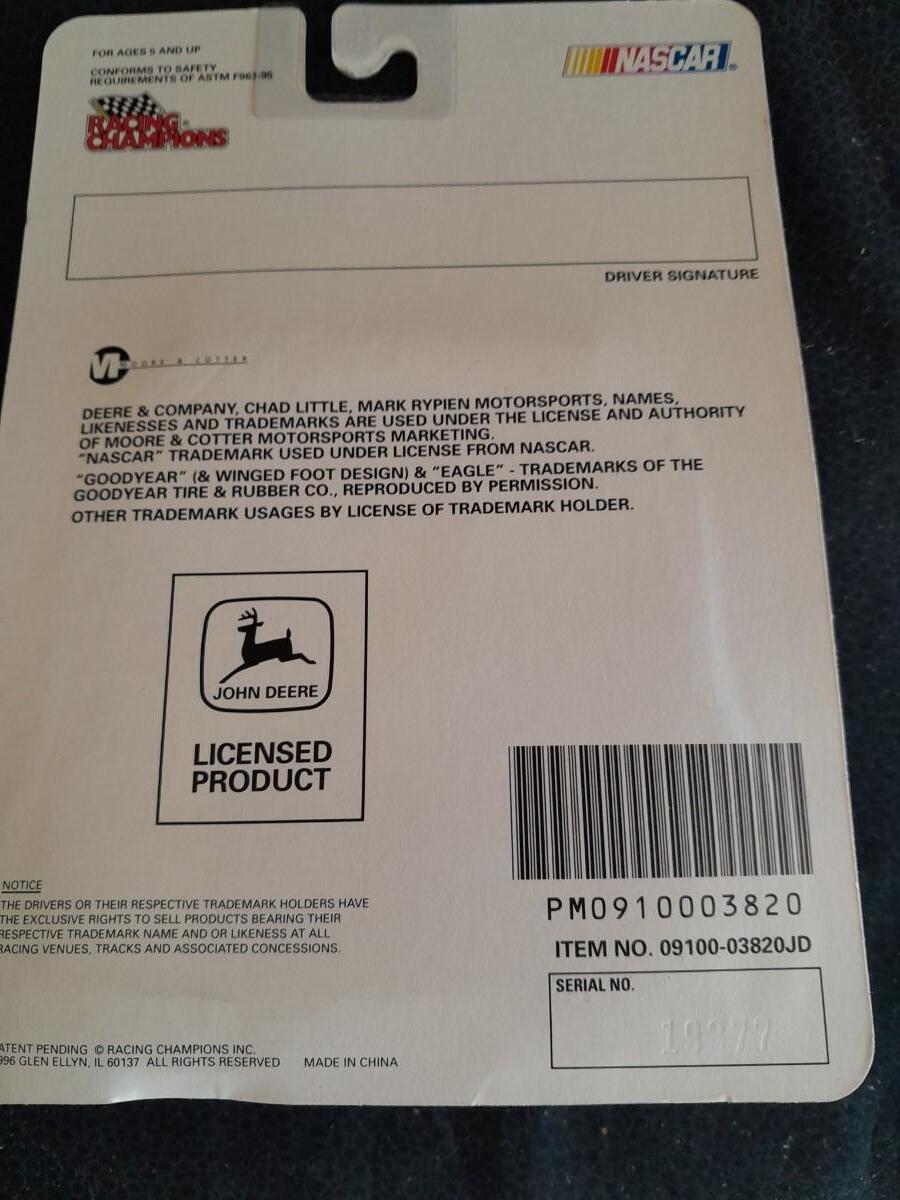 FOR AGES 5 AND UP
CONFORMS TO SAFETY
REQUIREMENTS OF ASTM F963-95
NASCAR®
RACING
CHAMPIONS
DRIVER SIGNATURE
MOORE & COTTER
DEERE & COMPANY, CHAD LITTLE, MARK RYPIEN MOTORSPORTS, NAMES,
LIKENESSES AND TRADEMARKS ARE USED UNDER THE LICENSE AND AUTHORITY
OF MOORE & COTTER MOTORSPORTS MARKETING.
"NASCAR" TRADEMARK USED UNDER LICENSE FROM NASCAR.
"GOODYEAR" (& WINGED FOOT DESIGN) & "EAGLE" - TRADEMARKS OF THE
GOODYEAR TIRE & RUBBER CO., REPRODUCED BY PERMISSION.
OTHER TRADEMARK USAGES BY LICENSE OF TRADEMARK HOLDER.
JOHN DEERE
LICENSED
PRODUCT
PM0910003820
ITEM NO. 09100-03820JD
SERIAL NO.
NOTICE
THE DRIVERS OR THEIR RESPECTIVE TRADEMARK HOLDERS HAVE
THE EXCLUSIVE RIGHTS TO SELL PRODUCTS BEARING THEIR
RESPECTIVE TRADEMARK NAME AND OR LIKENESS AT ALL
RACING VENUES, TRACKS AND ASSOCIATED CONCESSIONS.
ATENT PENDING © RACING CHAMPIONS INC.
996 GLEN ELLYN, IL 60137 ALL RIGHTS RESERVED MADE IN CHINA